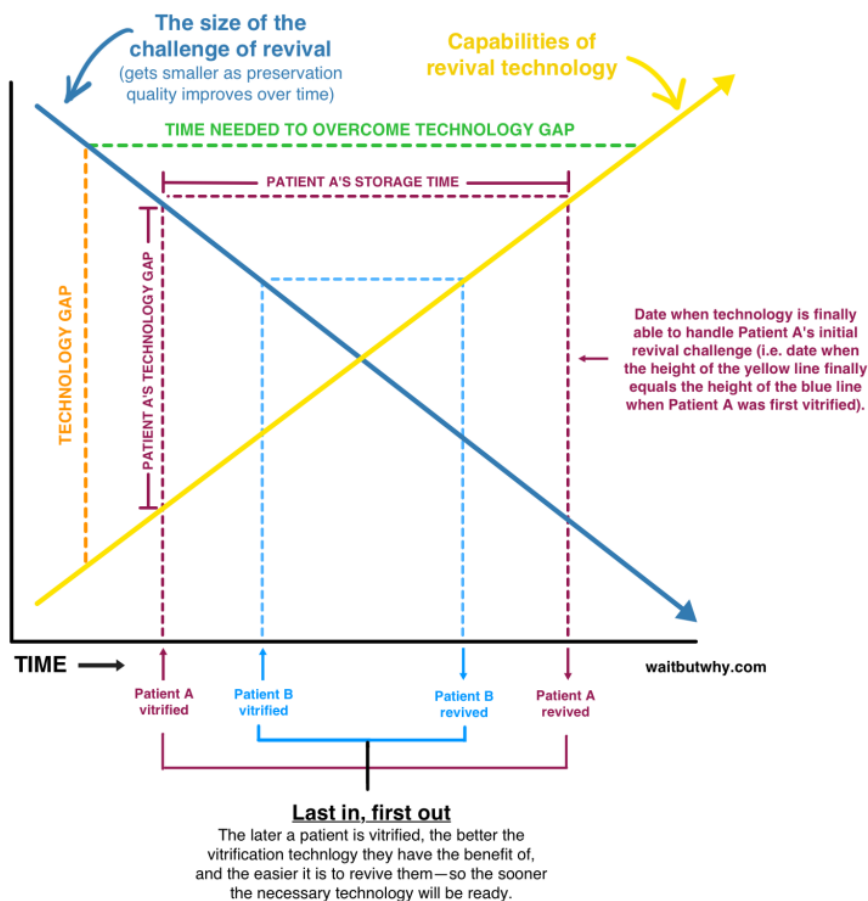 The size of the
challenge of revival
(gets smaller as preservation
quality improves over time)
Capabilities of
revival technology
TIME NEEDED TO OVERCOME TECHNOLOGY GAP
PATIENT A'S STORAGE TIME
TECHNOLOGY GAP
PATIENT A'S TECHNOLOGY GAP
Date when technology is finally
able to handle Patient A's initial
revival challenge (i.e. date when
the height of the yellow line finally
equals the height of the blue line
when Patient A was first vitrified).
TIME
waitbutwhy.com
Patient A
vitrified
Patient B
vitrified
Patient B
revived
Patient A
revived
Last in, first out
The later a patient is vitrified, the better the
vitrification technlogy they have the benefit of,
and the easier it is to revive them—so the sooner
the necessary technology will be ready.